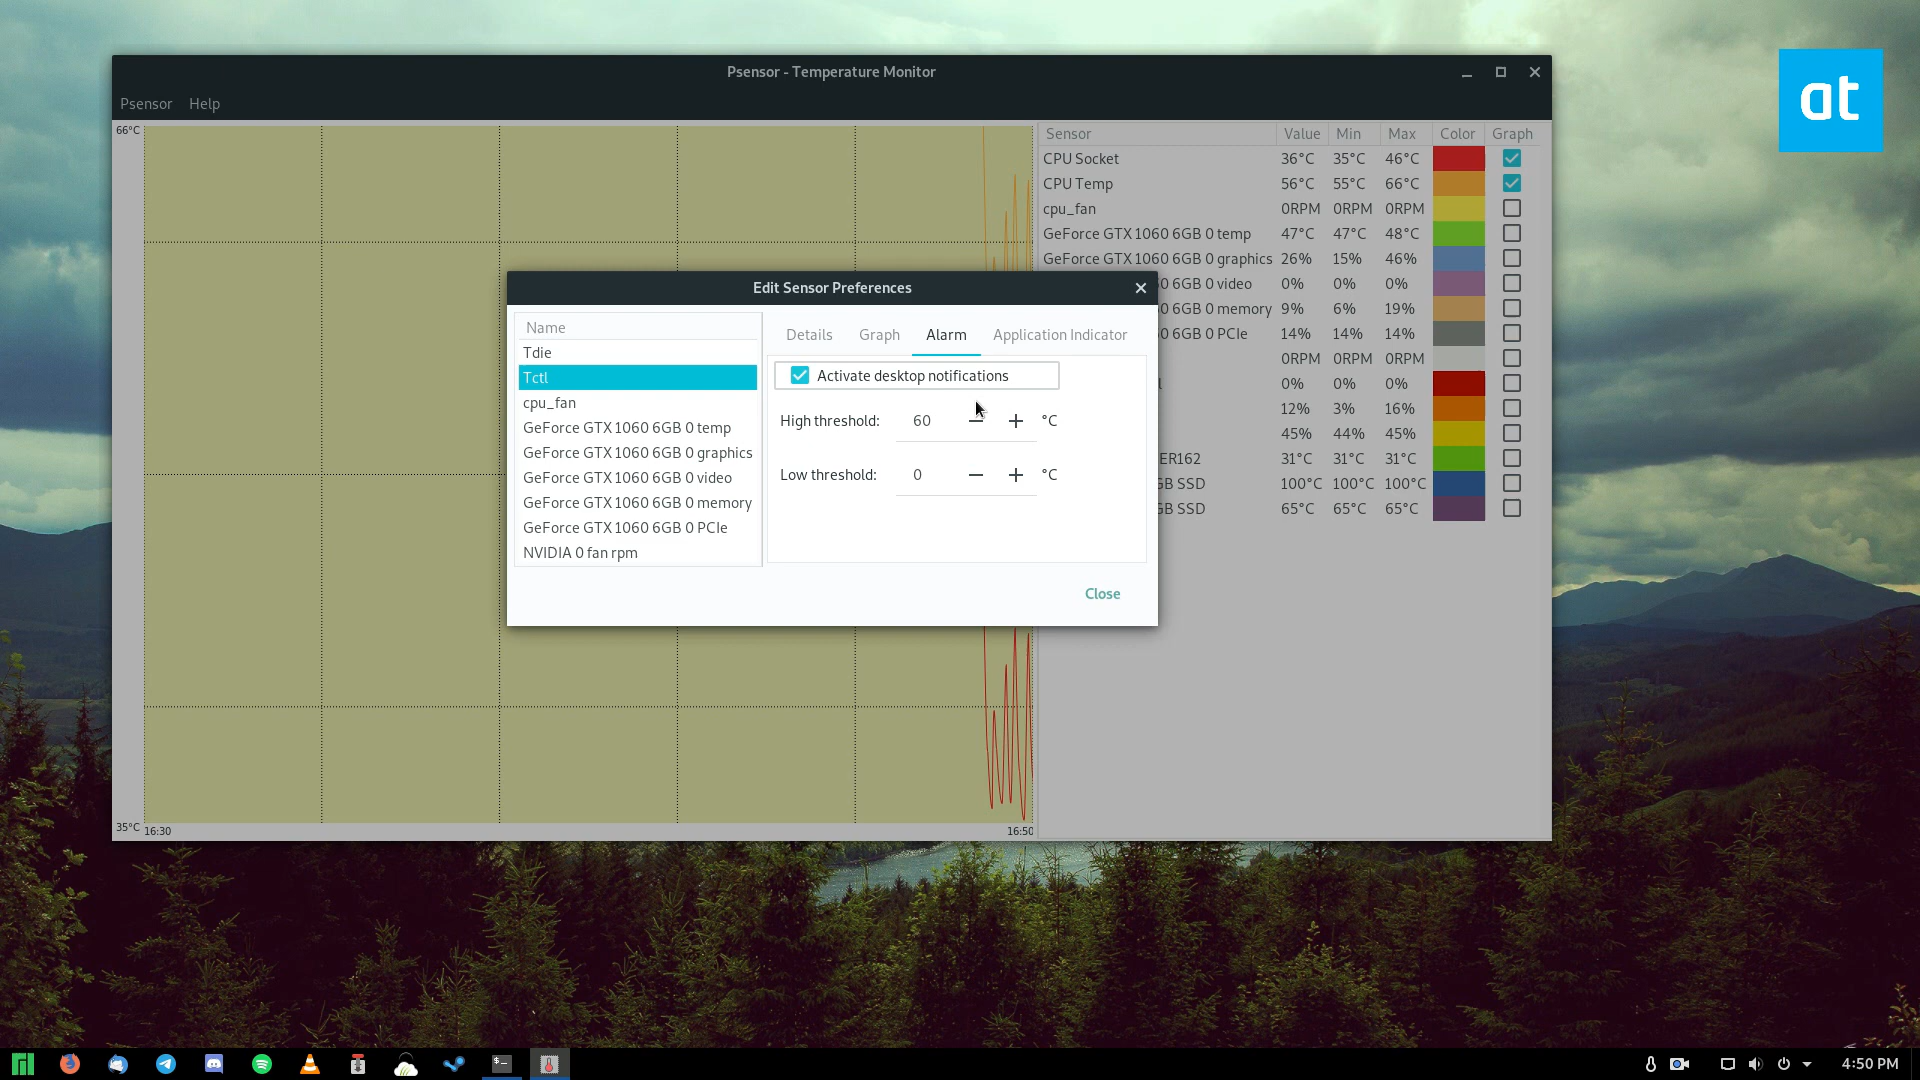 at
Psensor - Temperature Monitor
Psensor Help
66°C
Sensor Value Min Max Color Graph
CPU Socket 36°C 35°C 46°C
CPU Temp 56°C 55°C 66°C
cpu_fan 0RPM 0RPM 0RPM
GeForce GTX 1060 6GB 0 temp 47°C 47°C 48°C
GeForce GTX 1060 6GB 0 graphics 26% 15% 46%
0 6GB 0 video 0% 0% 0%
0 6GB 0 memory 9% 6% 19%
0 6GB 0 PCIe 14% 14% 14%
0RPM 0RPM 0RPM
l 0% 0% 0%
12% 3% 16%
45% 44% 45%
ER162 31°C 31°C 31°C
GB SSD 100°C 100°C 100°C
GB SSD 65°C 65°C 65°C
35°C 16:30 16:50
Edit Sensor Preferences
Name
Tdie
Tctl
cpu_fan
GeForce GTX 1060 6GB 0 temp
GeForce GTX 1060 6GB 0 graphics
GeForce GTX 1060 6GB 0 video
GeForce GTX 1060 6GB 0 memory
GeForce GTX 1060 6GB 0 PCIe
NVIDIA 0 fan rpm
Details Graph Alarm Application Indicator
Activate desktop notifications
High threshold: 60 °C
Low threshold: 0 °C
Close
4:50 PM